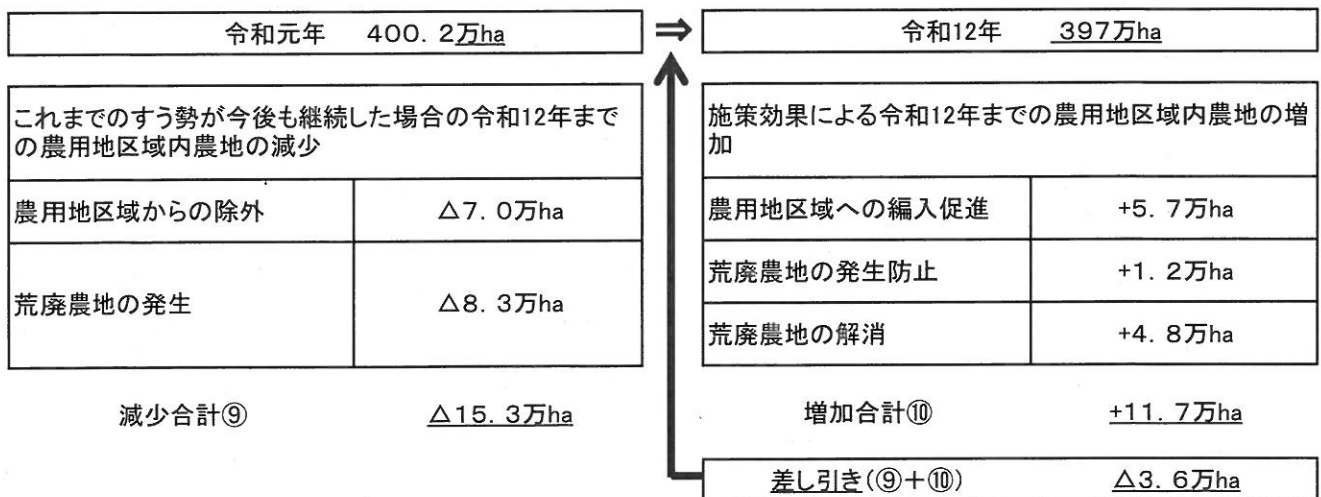 令和元年 400.2万ha
⇒
令和12年 397万ha
これまでのすう勢が今後も継続した場合の令和12年まで
の農用地区域内農地の減少
農用地区域からの除外 △7.0万ha
荒廃農地の発生 △8.3万ha
減少合計⑨ △15.3万ha
施策効果による令和12年までの農用地区域内農地の増
加
農用地区域への編入促進 +5.7万ha
荒廃農地の発生防止 +1.2万ha
荒廃農地の解消 +4.8万ha
増加合計⑩ +11.7万ha
差し引き(⑨+⑩) △3.6万ha